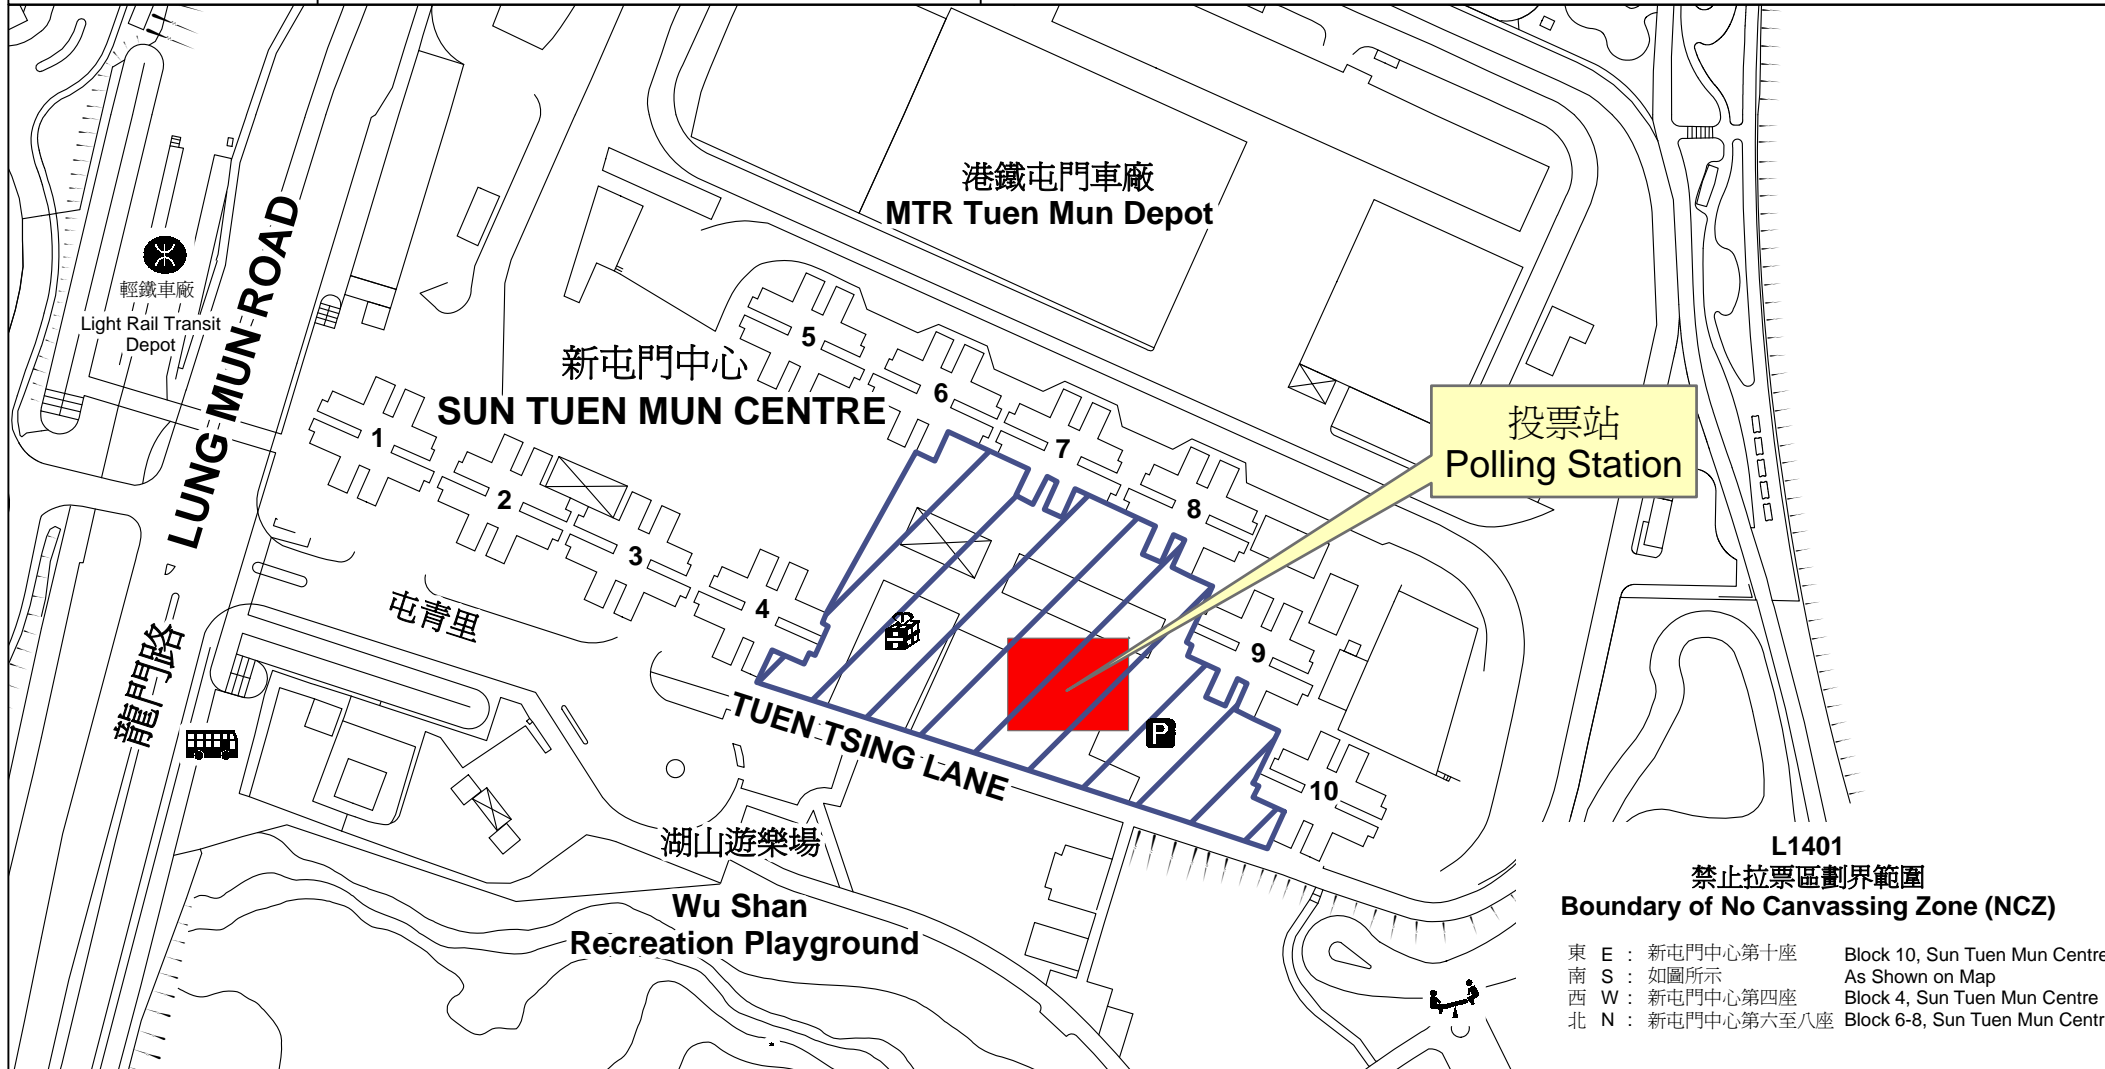 港鐵屯門車廠
MTR Tuen Mun Depot
輕鐵車廠
Light Rail Transit
Depot
LUNG MUN ROAD
龍門路
新屯門中心
SUN TUEN MUN CENTRE
5
6
7
8
9
10
1
2
3
4
投票站
Polling Station
屯青里
TUEN TSING LANE
P
湖山遊樂場
Wu Shan
Recreation Playground
L1401
禁止拉票區劃界範圍
Boundary of No Canvassing Zone (NCZ)
東 E : 新屯門中心第十座 Block 10, Sun Tuen Mun Centre
南 S : 如圖所示 As Shown on Map
西 W : 新屯門中心第四座 Block 4, Sun Tuen Mun Centre
北 N : 新屯門中心第六至八座 Block 6-8, Sun Tuen Mun Centr